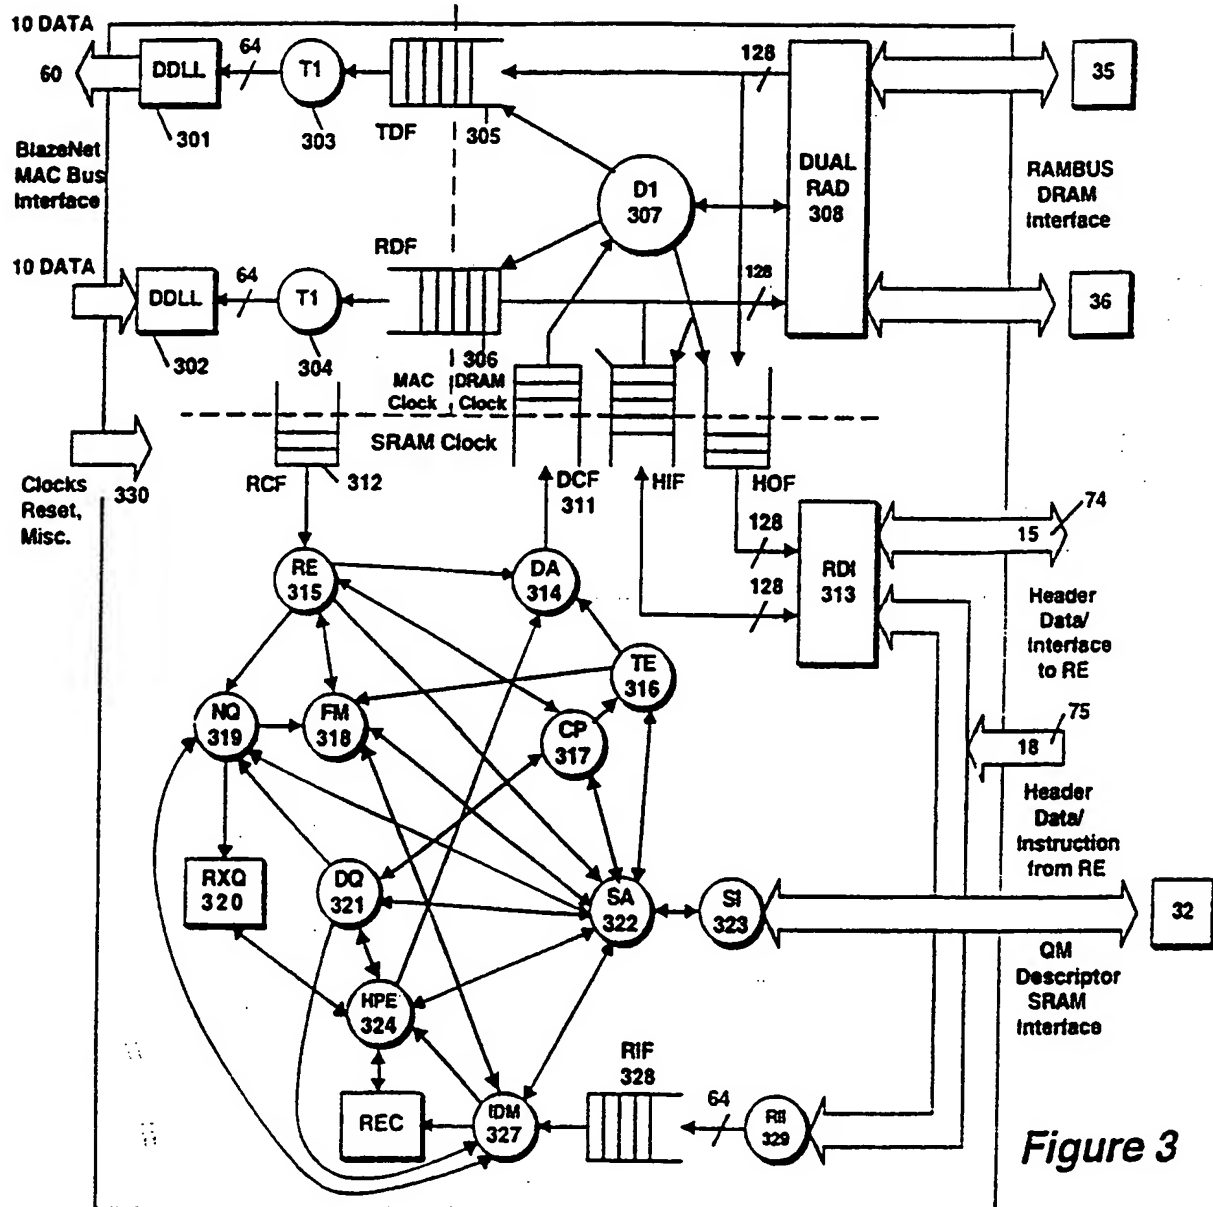 10 DATA
60
DDLL
301
64
T1
303
TDF
305
128
DUAL
RAD
308
35
BlazeNet
MAC Bus
Interface
D1
307
RAMBUS
DRAM
Interface
10 DATA
DDLL
302
64
T1
304
RDF
306
128
36
MAC
Clock
DRAM
Clock
SRAM Clock
Clocks
Reset,
Misc.
330
RCF
312
DCF
311
HIF
HOF
128
128
RDI
313
15
74
Header
Data/
Interface
to RE
RE
315
DA
314
TE
316
NQ
319
FM
318
CP
317
18
75
Header
Data/
Instruction
from RE
RXQ
320
DQ
321
SA
322
SI
323
32
QM
Descriptor
SRAM
Interface
HPE
324
REC
IDM
327
RIF
328
64
RII
329
Figure 3